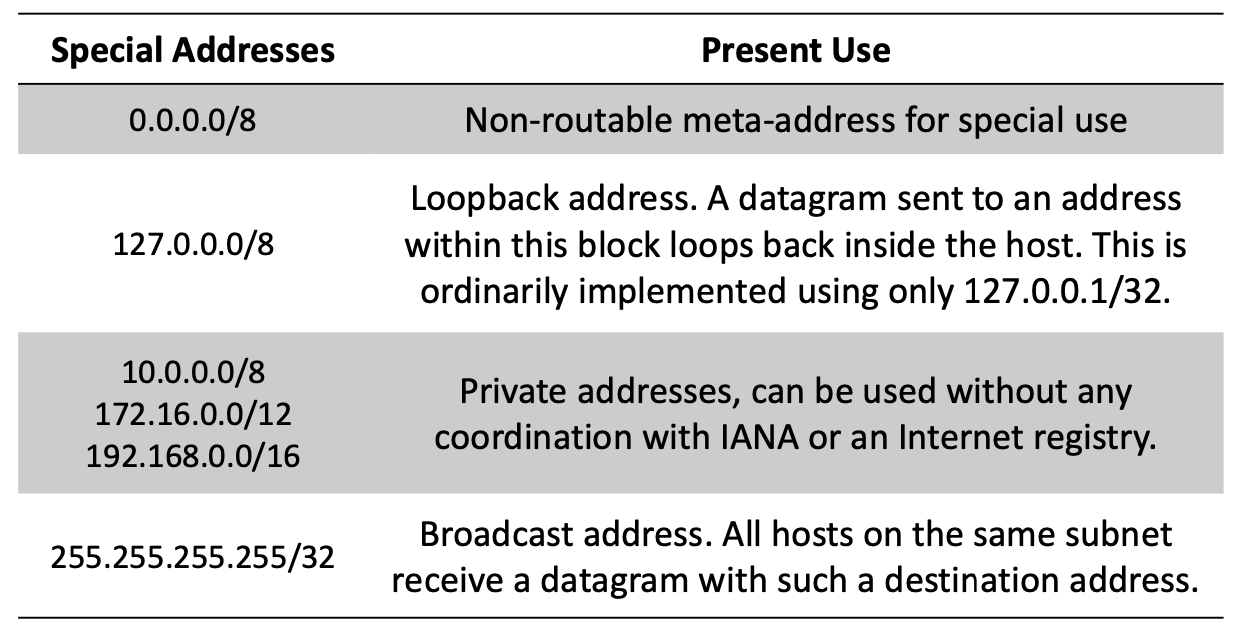 Special Addresses Present Use
0.0.0.0/8 Non-routable meta-address for special use
127.0.0.0/8
Loopback address. A datagram sent to an address
within this block loops back inside the host. This is
ordinarily implemented using only 127.0.0.1/32.
10.0.0.0/8
172.16.0.0/12
192.168.0.0/16
Private addresses, can be used without any
coordination with IANA or an Internet registry.
255.255.255.255/32
Broadcast address. All hosts on the same subnet
receive a datagram with such a destination address.